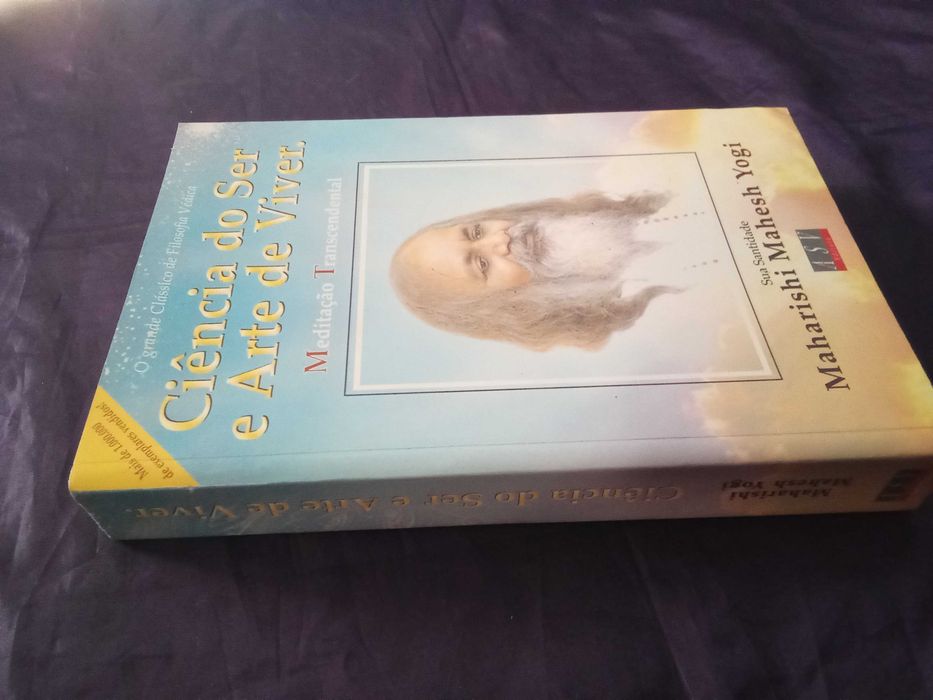 O grande Clássico de Filosofia Védica
Ciência do Ser
e Arte de Viver.
Meditação Transcendental
Mais de 1.000.000
de exemplares vendidos!
Sua Santidade
Maharishi Mahesh Yogi
A.S.V
Ciência do Ser e Arte de Viver.
Maharishi
Mahesh Yogi